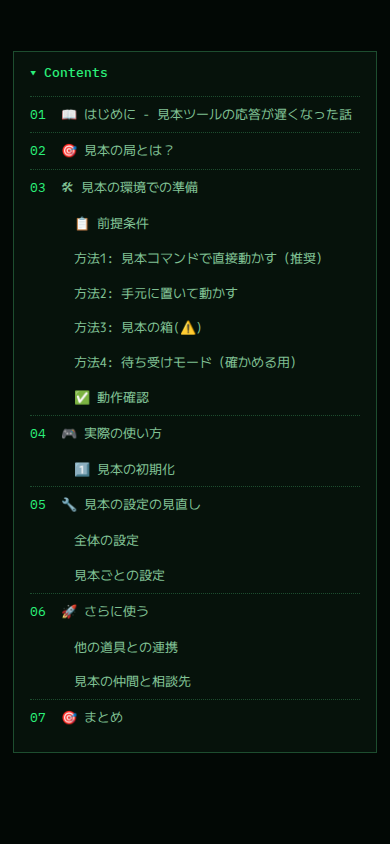 ▼ Contents
01 📖 はじめに - 見本ツールの応答が遅くなった話
02 🎯 見本の局とは？
03 🛠 見本の環境での準備
📋 前提条件
方法1: 見本コマンドで直接動かす（推奨）
方法2: 手元に置いて動かす
方法3: 見本の箱(⚠️)
方法4: 待ち受けモード（確かめる用）
✅ 動作確認
04 🎮 実際の使い方
1️⃣ 見本の初期化
05 🔧 見本の設定の見直し
全体の設定
見本ごとの設定
06 🚀 さらに使う
他の道具との連携
見本の仲間と相談先
07 🎯 まとめ